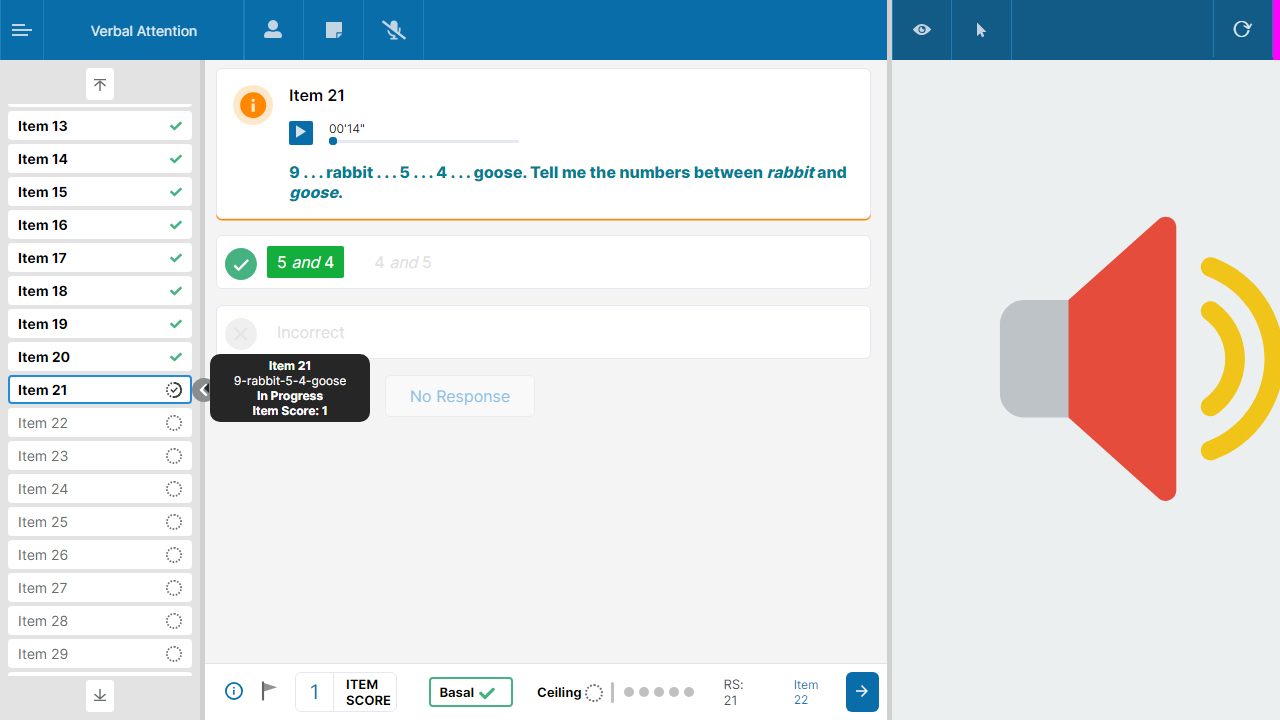 Verbal Attention
Item 13
Item 14
Item 15
Item 16
Item 17
Item 18
Item 19
Item 20
Item 21
Item 22
Item 23
Item 24
Item 25
Item 26
Item 27
Item 28
Item 29
Item 21
00'14"
9 . . . rabbit . . . 5 . . . 4 . . . goose. Tell me the numbers between rabbit and
goose.
5 and 4
4 and 5
Incorrect
Item 21
9-rabbit-5-4-goose
In Progress
Item Score: 1
No Response
1
ITEM
SCORE
Basal
Ceiling
RS:
21
Item
22